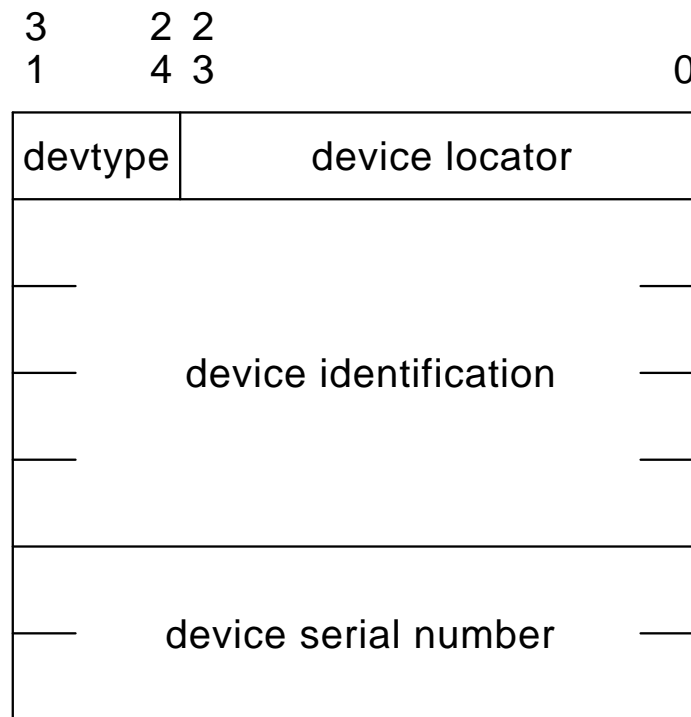 3 2 2
1 4 3 0
devtype device locator
device identification
device serial number